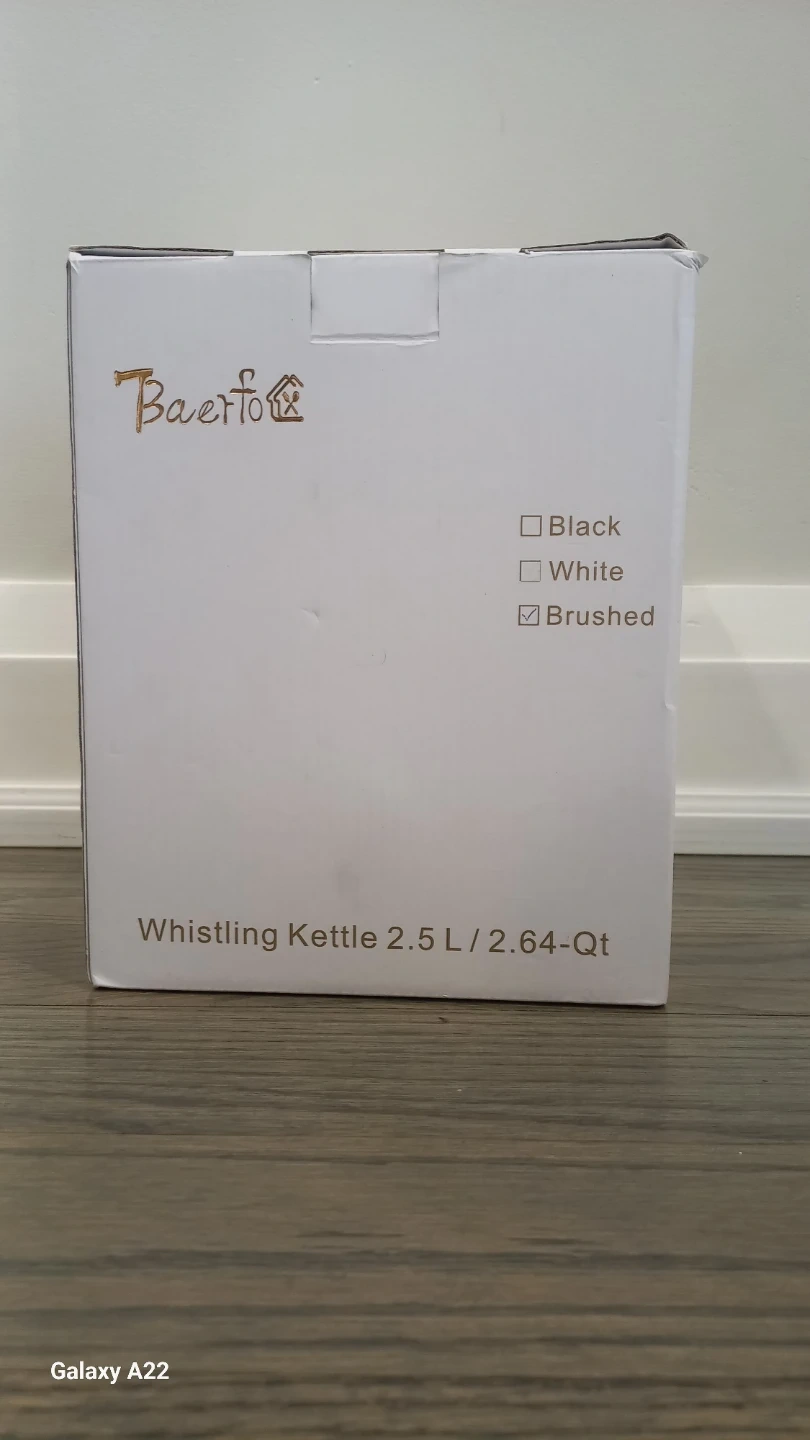 Baerfo
☐ Black
☐ White
☑ Brushed
Whistling Kettle 2.5 L / 2.64-Qt
Galaxy A22